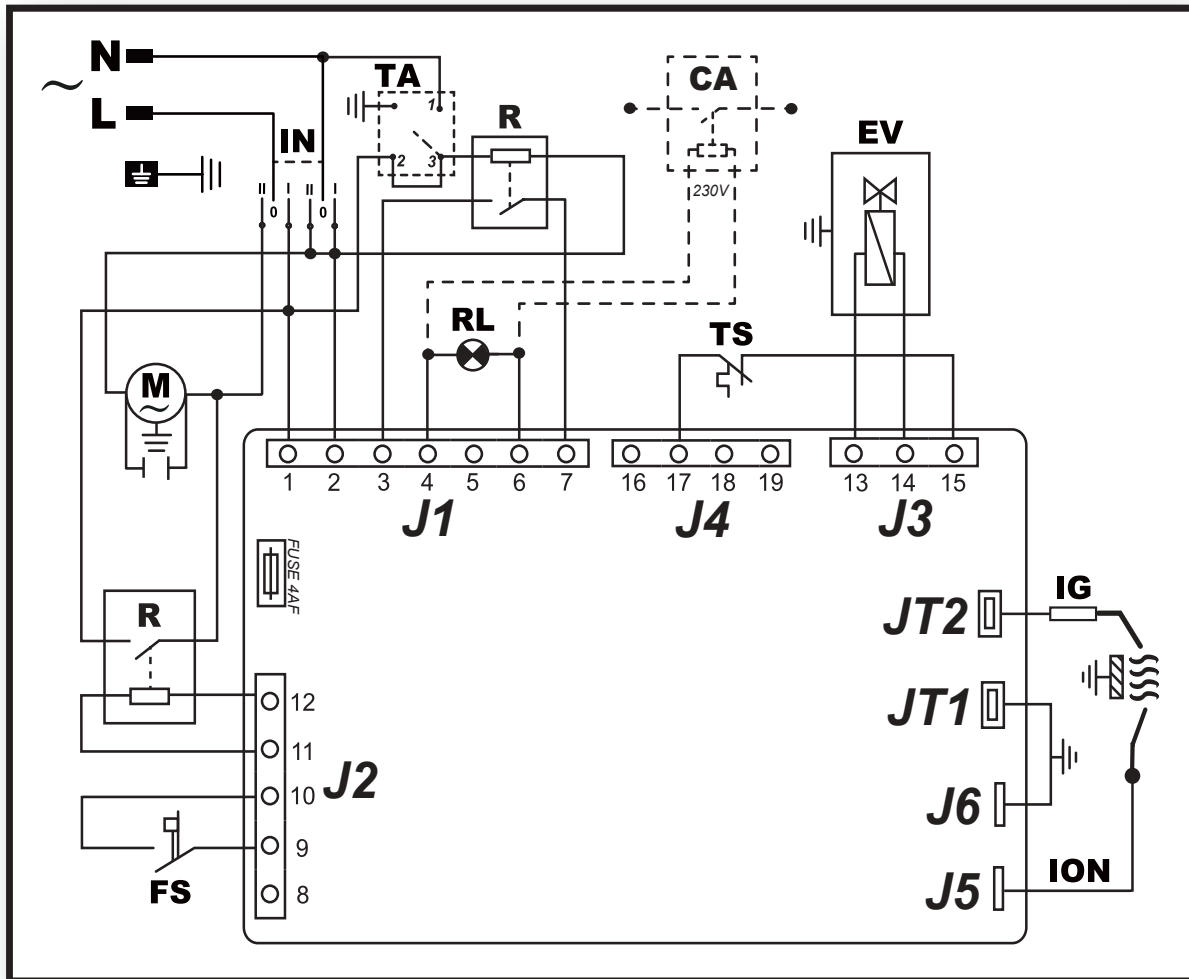 N
TA
CA
~
1
R
EV
L
IN
2 3
230V
II I II I
0 0
RL
TS
M
~
1 2 3 4 5 6 7
16 17 18 19
13 14 15
J1
J4
J3
FUSE 4AF
IG
R
JT2
12
JT1
11
J2
10
J6
9
FS
8
ION
J5